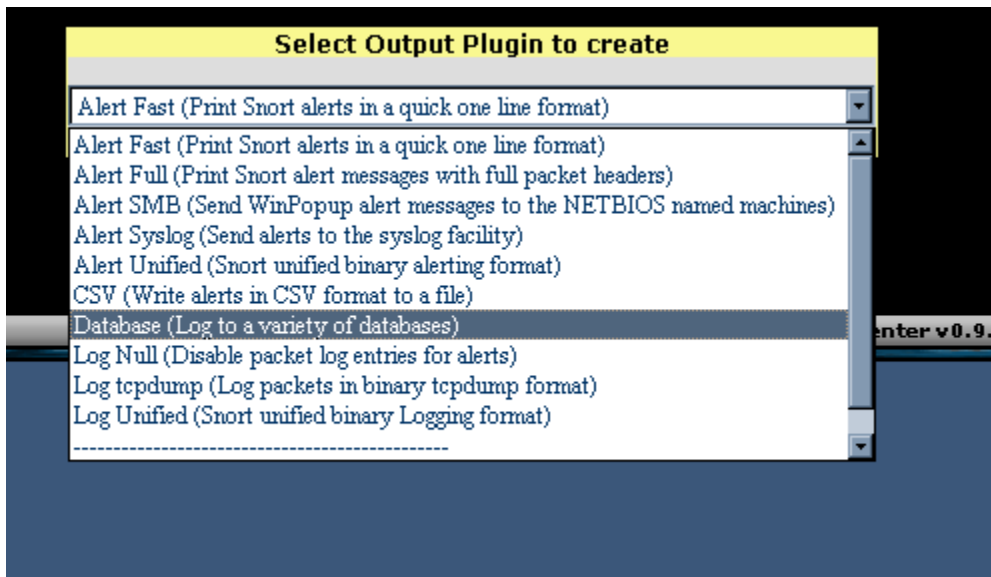 Select Output Plugin to create
Alert Fast (Print Snort alerts in a quick one line format)
Alert Fast (Print Snort alerts in a quick one line format)
Alert Full (Print Snort alert messages with full packet headers)
Alert SMB (Send WinPopup alert messages to the NETBIOS named machines)
Alert Syslog (Send alerts to the syslog facility)
Alert Unified (Snort unified binary alerting format)
CSV (Write alerts in CSV format to a file)
Database (Log to a variety of databases)
enter v0.9.
Log Null (Disable packet log entries for alerts)
Log tcpdump (Log packets in binary tcpdump format)
Log Unified (Snort unified binary Logging format)
-----------------------------------------------